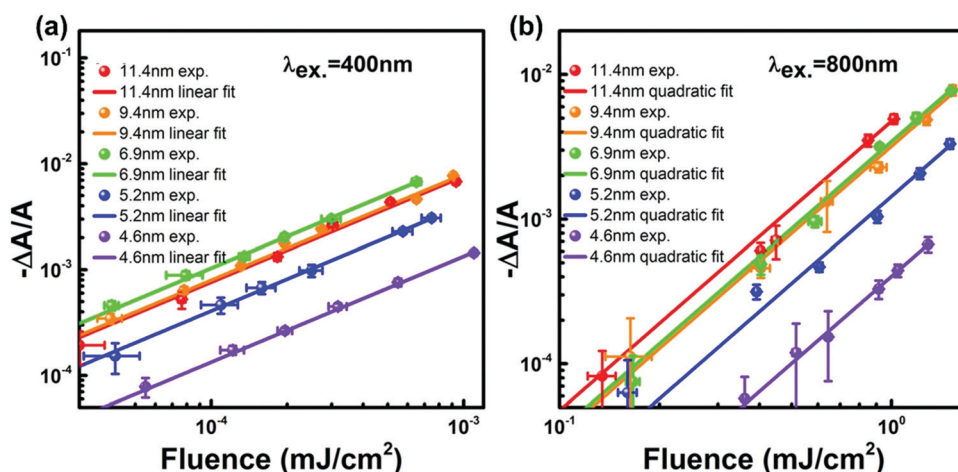 (a)
λex.=400nm
10-1
10-2
10-3
10-4
-ΔA/A
11.4nm exp.
11.4nm linear fit
9.4nm exp.
9.4nm linear fit
6.9nm exp.
6.9nm linear fit
5.2nm exp.
5.2nm linear fit
4.6nm exp.
4.6nm linear fit
10-4
10-3
Fluence (mJ/cm2)
(b)
λex.=800nm
10-2
10-3
10-4
-ΔA/A
11.4nm exp.
11.4nm quadratic fit
9.4nm exp.
9.4nm quadratic fit
6.9nm exp.
6.9nm quadratic fit
5.2nm exp.
5.2nm quadratic fit
4.6nm exp.
4.6nm quadratic fit
10-1
100
Fluence (mJ/cm2)